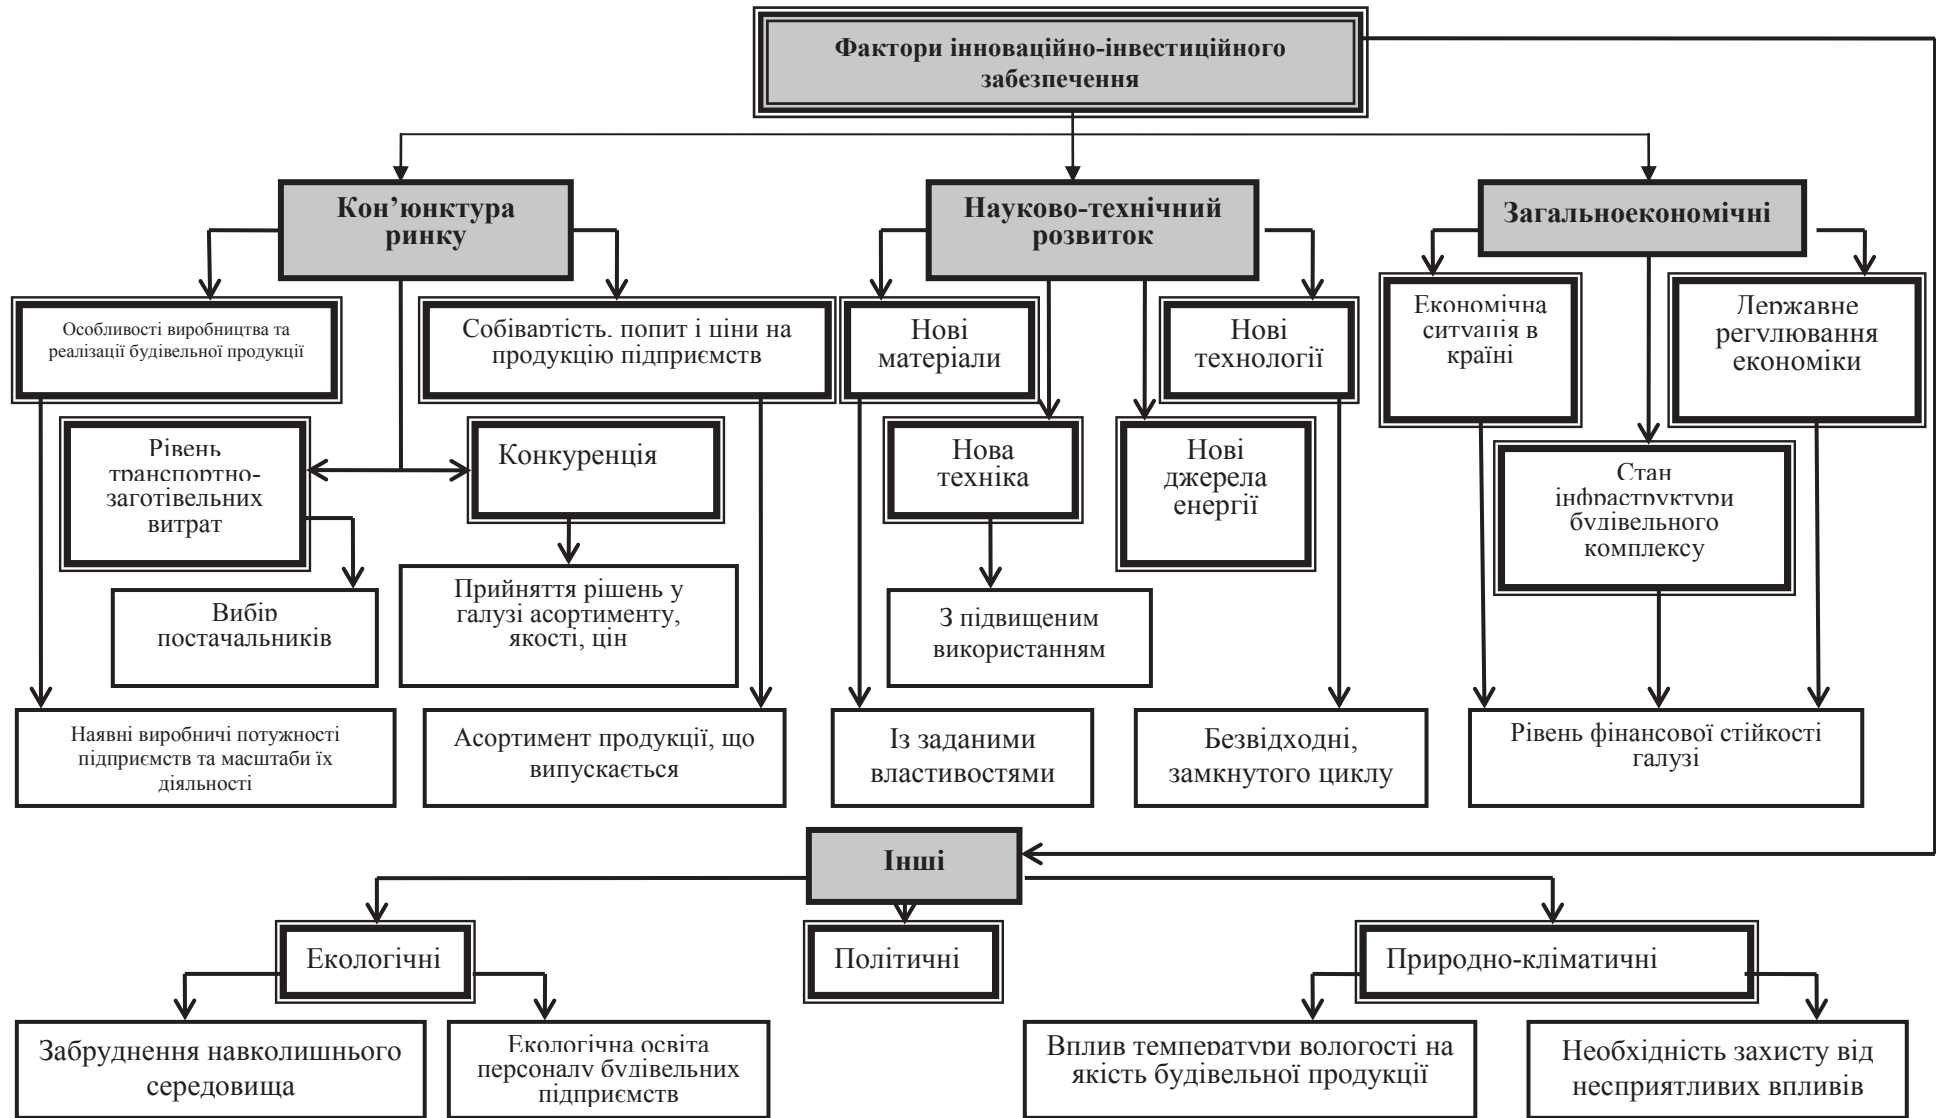 Фактори інноваційно-інвестиційного
забезпечення
Кон’юнктура
ринку
Науково-технічний
розвиток
Загальноекономічні
Особливості виробництва та
реалізації будівельної продукції
Собівартість, попит і ціни на
продукцію підприємств
Нові
матеріали
Нові
технології
Економічна
ситуація в
країні
Державне
регулювання
економіки
Рівень
транспортно-
заготівельних
витрат
Конкуренція
Нова
техніка
Нові
джерела
енергії
Стан
інфраструктури
будівельного
комплексу
Вибір
постачальників
Прийняття рішень у
галузі асортименту,
якості, цін
З підвищеним
використанням
Наявні виробничі потужності
підприємств та масштаби їх
діяльності
Асортимент продукції, що
випускається
Із заданими
властивостями
Безвідходні,
замкнутого циклу
Рівень фінансової стійкості
галузі
Інші
Екологічні
Політичні
Природно-кліматичні
Забруднення навколишнього
середовища
Екологічна освіта
персоналу будівельних
підприємств
Вплив температури вологості на
якість будівельної продукції
Необхідність захисту від
несприятливих впливів